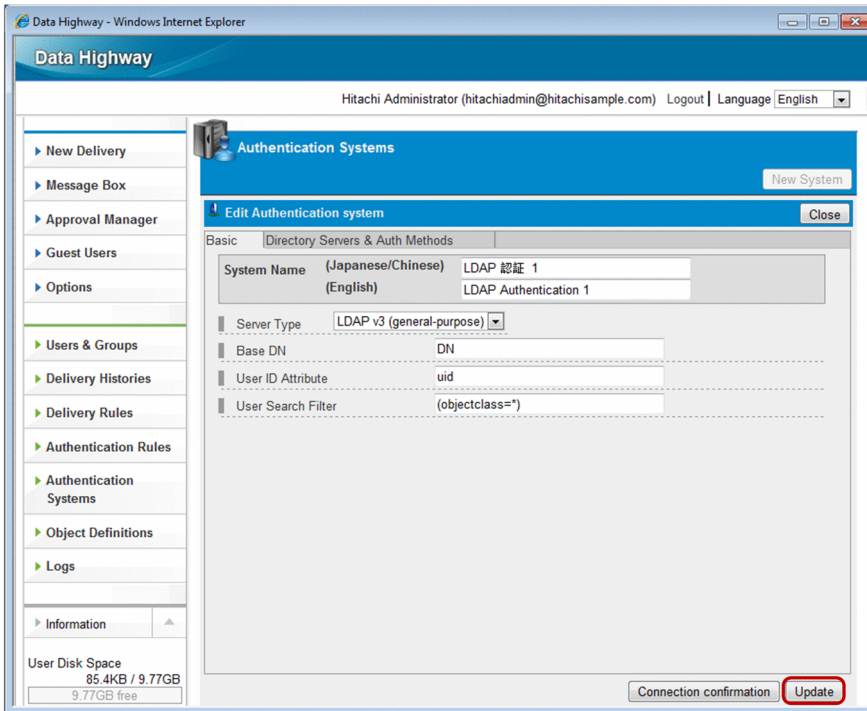 Data Highway - Windows Internet Explorer
Data Highway
Hitachi Administrator (hitachiadmin@hitachisample.com) Logout | Language English
New Delivery
Message Box
Approval Manager
Guest Users
Options
Users & Groups
Delivery Histories
Delivery Rules
Authentication Rules
Authentication
Systems
Object Definitions
Logs
Information
User Disk Space
85.4KB / 9.77GB
9.77GB free
Authentication Systems
New System
Edit Authentication system
Close
Basic Directory Servers & Auth Methods
System Name (Japanese/Chinese) LDAP 認証 1
(English) LDAP Authentication 1
Server Type LDAP v3 (general-purpose)
Base DN DN
User ID Attribute uid
User Search Filter (objectclass=*)
Connection confirmation Update